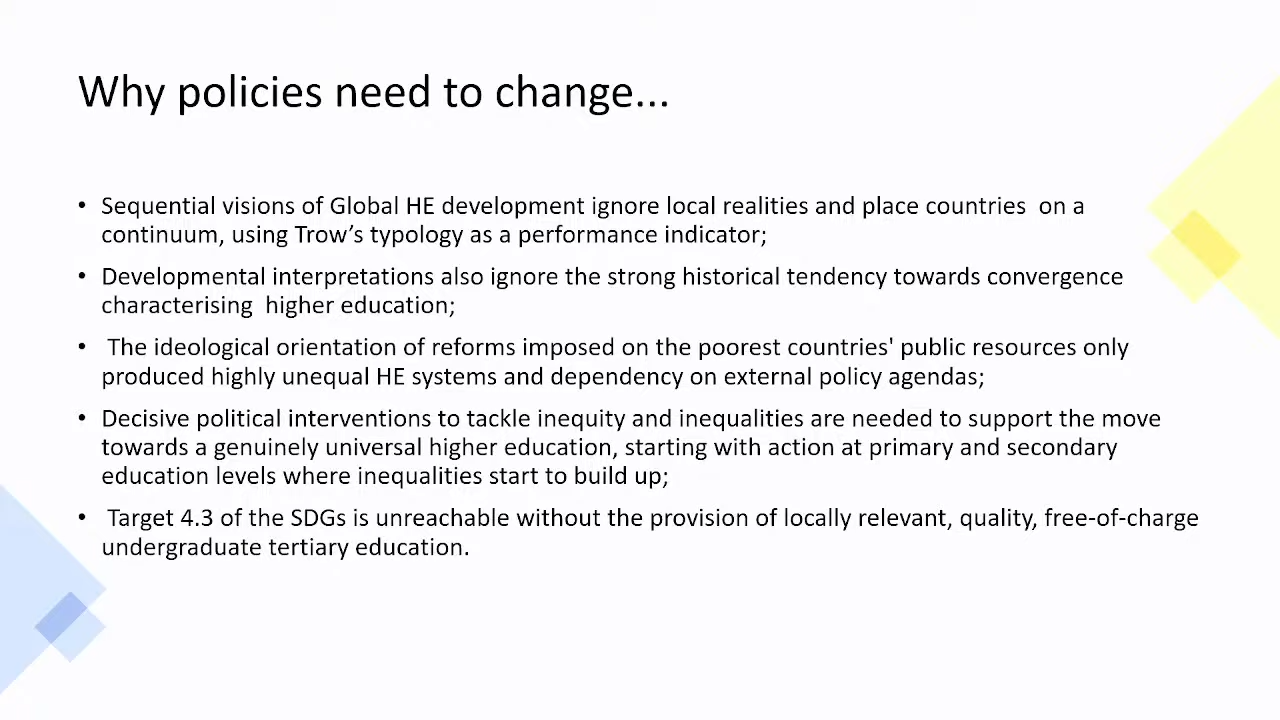 Why policies need to change...
• Sequential visions of Global HE development ignore local realities and place countries  on a
continuum, using Trow’s typology as a performance indicator;
• Developmental interpretations also ignore the strong historical tendency towards convergence
characterising  higher education;
•  The ideological orientation of reforms imposed on the poorest countries' public resources only
produced highly unequal HE systems and dependency on external policy agendas;
• Decisive political interventions to tackle inequity and inequalities are needed to support the move
towards a genuinely universal higher education, starting with action at primary and secondary
education levels where inequalities start to build up;
•  Target 4.3 of the SDGs is unreachable without the provision of locally relevant, quality, free-of-charge
undergraduate tertiary education.